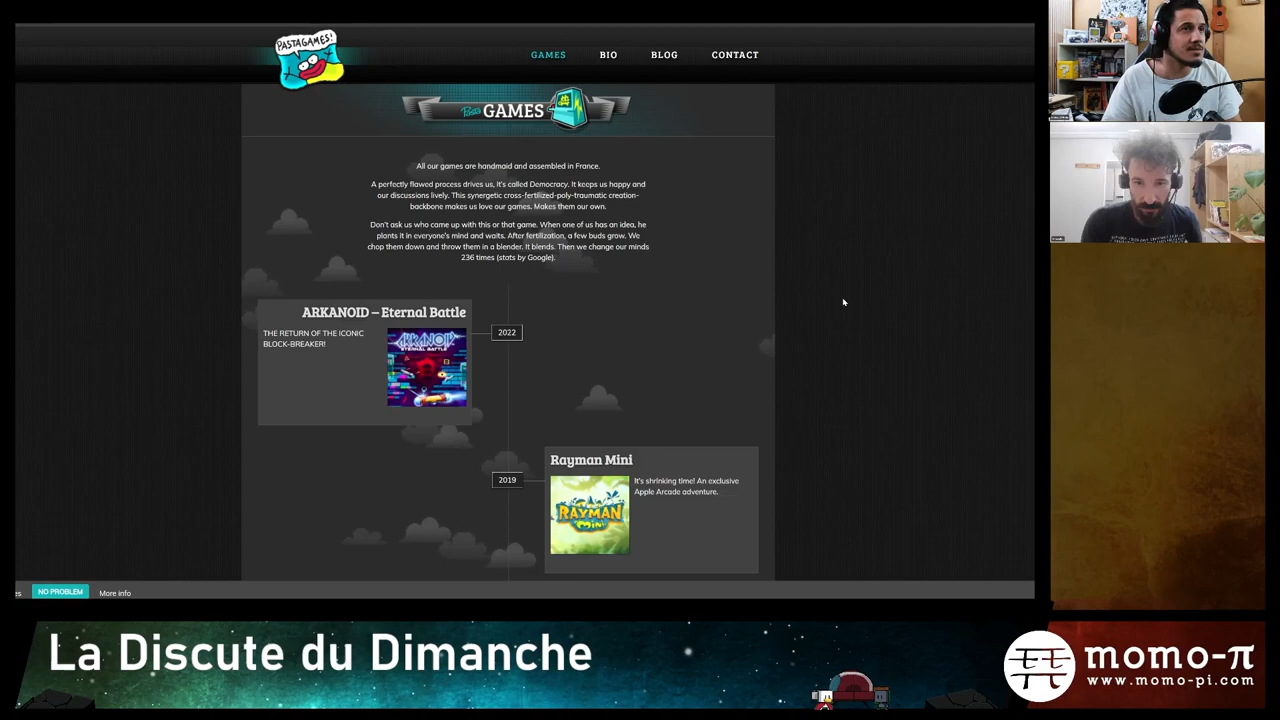 PASTAGAMES!
GAMES
BIO
BLOG
CONTACT
Pasta GAMES
All our games are handmaid and assembled in France.
A perfectly flawed process drives us, it's called Democracy. It keeps us happy and
our discussions lively. This synergetic cross-fertilized-poly-traumatic creation-
backbone makes us love our games. Makes them our own.
Don't ask us who came up with this or that game. When one of us has an idea, he
plants it in everyone's mind and waits. After fertilization, a few buds grow. We
chop them down and throw them in a blender. It blends. Then we change our minds
236 times (stats by Google).
ARKANOID – Eternal Battle
THE RETURN OF THE ICONIC
BLOCK-BREAKER!
ARKANOID
ETERNAL BATTLE
2022
Rayman Mini
2019
It's shrinking time! An exclusive
Apple Arcade adventure.
RAYMAN
Mini
es
NO PROBLEM
More info
La Discute du Dimanche
momo-π
www.momo-pi.com